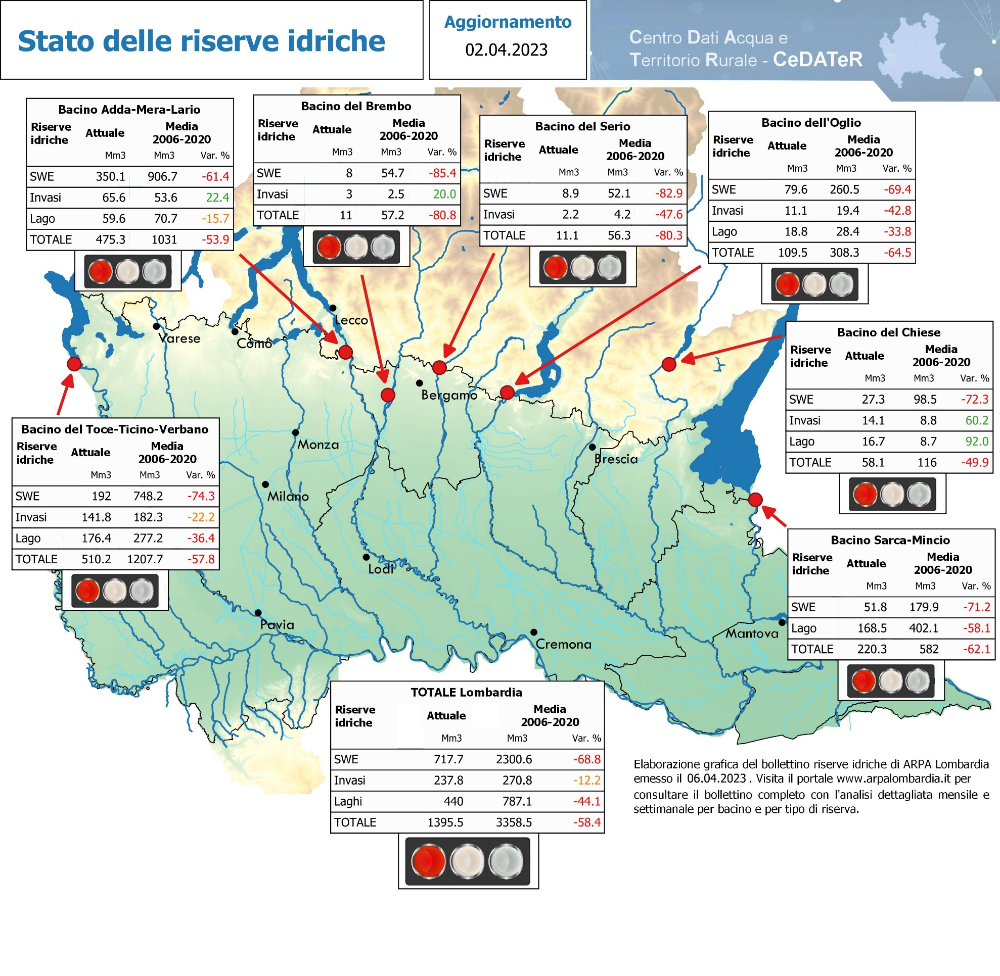 Stato delle riserve idriche
Aggiornamento
02.04.2023
Centro Dati Acqua e
Territorio Rurale - CeDATeR
Bacino Adda-Mera-Lario
Riserve idriche Attuale Media 2006-2020
Mm3 Mm3 Var. %
SWE 350.1 906.7 -61.4
Invasi 65.6 53.6 22.4
Lago 59.6 70.7 -15.7
TOTALE 475.3 1031 -53.9
Bacino del Brembo
Riserve idriche Attuale Media 2006-2020
Mm3 Mm3 Var. %
SWE 8 54.7 -85.4
Invasi 3 2.5 20.0
TOTALE 11 57.2 -80.8
Bacino del Serio
Riserve idriche Attuale Media 2006-2020
Mm3 Mm3 Var. %
SWE 8.9 52.1 -82.9
Invasi 2.2 4.2 -47.6
TOTALE 11.1 56.3 -80.3
Bacino dell'Oglio
Riserve idriche Attuale Media 2006-2020
Mm3 Mm3 Var. %
SWE 79.6 260.5 -69.4
Invasi 11.1 19.4 -42.8
Lago 18.8 28.4 -33.8
TOTALE 109.5 308.3 -64.5
Lecco
Varese
Como
Bergamo
Monza
Brescia
Milano
Lodi
Pavia
Cremona
Mantova
Bacino del Chiese
Riserve idriche Attuale Media 2006-2020
Mm3 Mm3 Var. %
SWE 27.3 98.5 -72.3
Invasi 14.1 8.8 60.2
Lago 16.7 8.7 92.0
TOTALE 58.1 116 -49.9
Bacino del Toce-Ticino-Verbano
Riserve idriche Attuale Media 2006-2020
Mm3 Mm3 Var. %
SWE 192 748.2 -74.3
Invasi 141.8 182.3 -22.2
Lago 176.4 277.2 -36.4
TOTALE 510.2 1207.7 -57.8
Bacino Sarca-Mincio
Riserve idriche Attuale Media 2006-2020
Mm3 Mm3 Var. %
SWE 51.8 179.9 -71.2
Lago 168.5 402.1 -58.1
TOTALE 220.3 582 -62.1
TOTALE Lombardia
Riserve idriche Attuale Media 2006-2020
Mm3 Mm3 Var. %
SWE 717.7 2300.6 -68.8
Invasi 237.8 270.8 -12.2
Laghi 440 787.1 -44.1
TOTALE 1395.5 3358.5 -58.4
Elaborazione grafica del bollettino riserve idriche di ARPA Lombardia
emesso il 06.04.2023 . Visita il portale www.arpalombardia.it per
consultare il bollettino completo con l'analisi dettagliata mensile e
settimanale per bacino e per tipo di riserva.